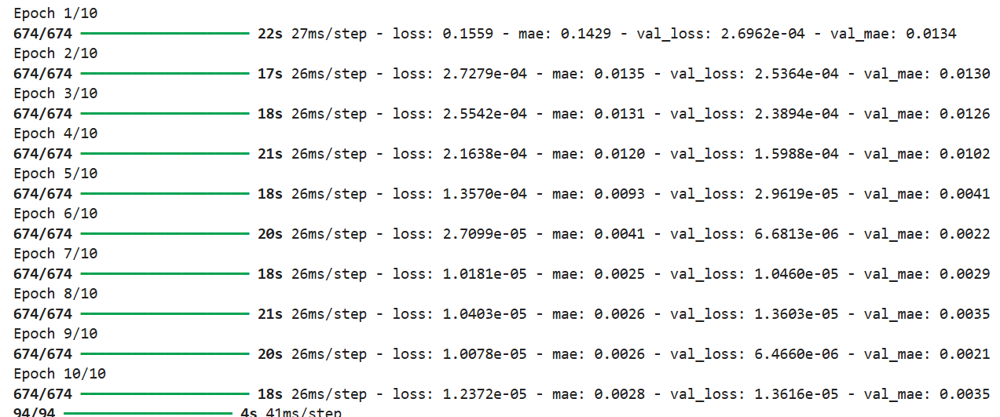 Epoch 1/10
674/674 ━━━━━━━━━━━━━━━━━━━━ 22s 27ms/step - loss: 0.1559 - mae: 0.1429 - val_loss: 2.6962e-04 - val_mae: 0.0134
Epoch 2/10
674/674 ━━━━━━━━━━━━━━━━━━━━ 17s 26ms/step - loss: 2.7279e-04 - mae: 0.0135 - val_loss: 2.5364e-04 - val_mae: 0.0130
Epoch 3/10
674/674 ━━━━━━━━━━━━━━━━━━━━ 18s 26ms/step - loss: 2.5542e-04 - mae: 0.0131 - val_loss: 2.3894e-04 - val_mae: 0.0126
Epoch 4/10
674/674 ━━━━━━━━━━━━━━━━━━━━ 21s 26ms/step - loss: 2.1638e-04 - mae: 0.0120 - val_loss: 1.5988e-04 - val_mae: 0.0102
Epoch 5/10
674/674 ━━━━━━━━━━━━━━━━━━━━ 18s 26ms/step - loss: 1.3570e-04 - mae: 0.0093 - val_loss: 2.9619e-05 - val_mae: 0.0041
Epoch 6/10
674/674 ━━━━━━━━━━━━━━━━━━━━ 20s 26ms/step - loss: 2.7099e-05 - mae: 0.0041 - val_loss: 6.6813e-06 - val_mae: 0.0022
Epoch 7/10
674/674 ━━━━━━━━━━━━━━━━━━━━ 18s 26ms/step - loss: 1.0181e-05 - mae: 0.0025 - val_loss: 1.0460e-05 - val_mae: 0.0029
Epoch 8/10
674/674 ━━━━━━━━━━━━━━━━━━━━ 21s 26ms/step - loss: 1.0403e-05 - mae: 0.0026 - val_loss: 1.3603e-05 - val_mae: 0.0035
Epoch 9/10
674/674 ━━━━━━━━━━━━━━━━━━━━ 20s 26ms/step - loss: 1.0078e-05 - mae: 0.0026 - val_loss: 6.4660e-06 - val_mae: 0.0021
Epoch 10/10
674/674 ━━━━━━━━━━━━━━━━━━━━ 18s 26ms/step - loss: 1.2372e-05 - mae: 0.0028 - val_loss: 1.3616e-05 - val_mae: 0.0035
94/94 ━━━━━━━━━━━━━━━━━━━━ 4s 41ms/step